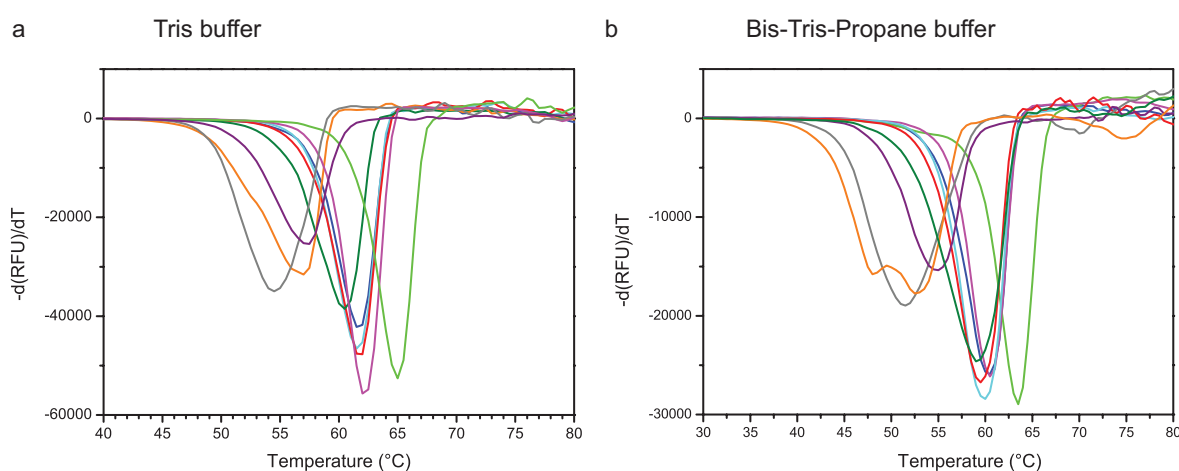 a Tris buffer
-d(RFU)/dT
0
-20000
-40000
-60000
40 45 50 55 60 65 70 75 80
Temperature (°C)
b Bis-Tris-Propane buffer
-d(RFU)/dT
0
-10000
-20000
-30000
30 35 40 45 50 55 60 65 70 75 80
Temperature (°C)